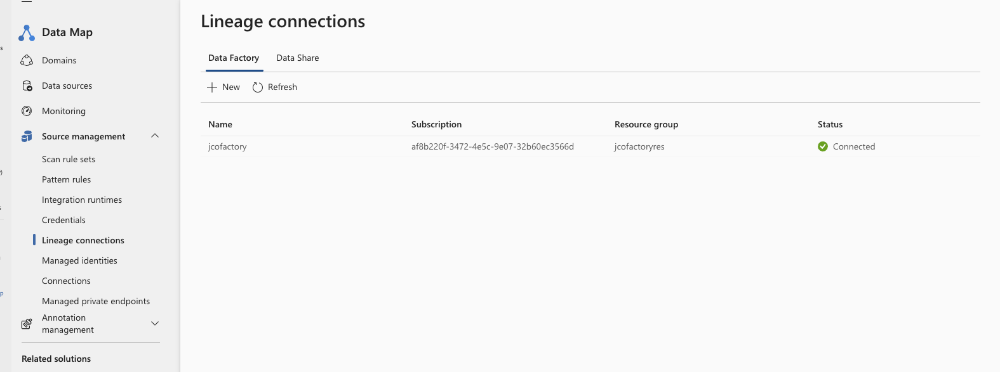 Data Map
Domains
Data sources
Monitoring
Source management
Scan rule sets
Pattern rules
Integration runtimes
Credentials
Lineage connections
Managed identities
Connections
Managed private endpoints
Annotation
management
Related solutions
Lineage connections
Data Factory Data Share
New Refresh
Name Subscription Resource group Status
jcofactory af8b220f-3472-4e5c-9e07-32b60ec3566d jcofactoryres Connected